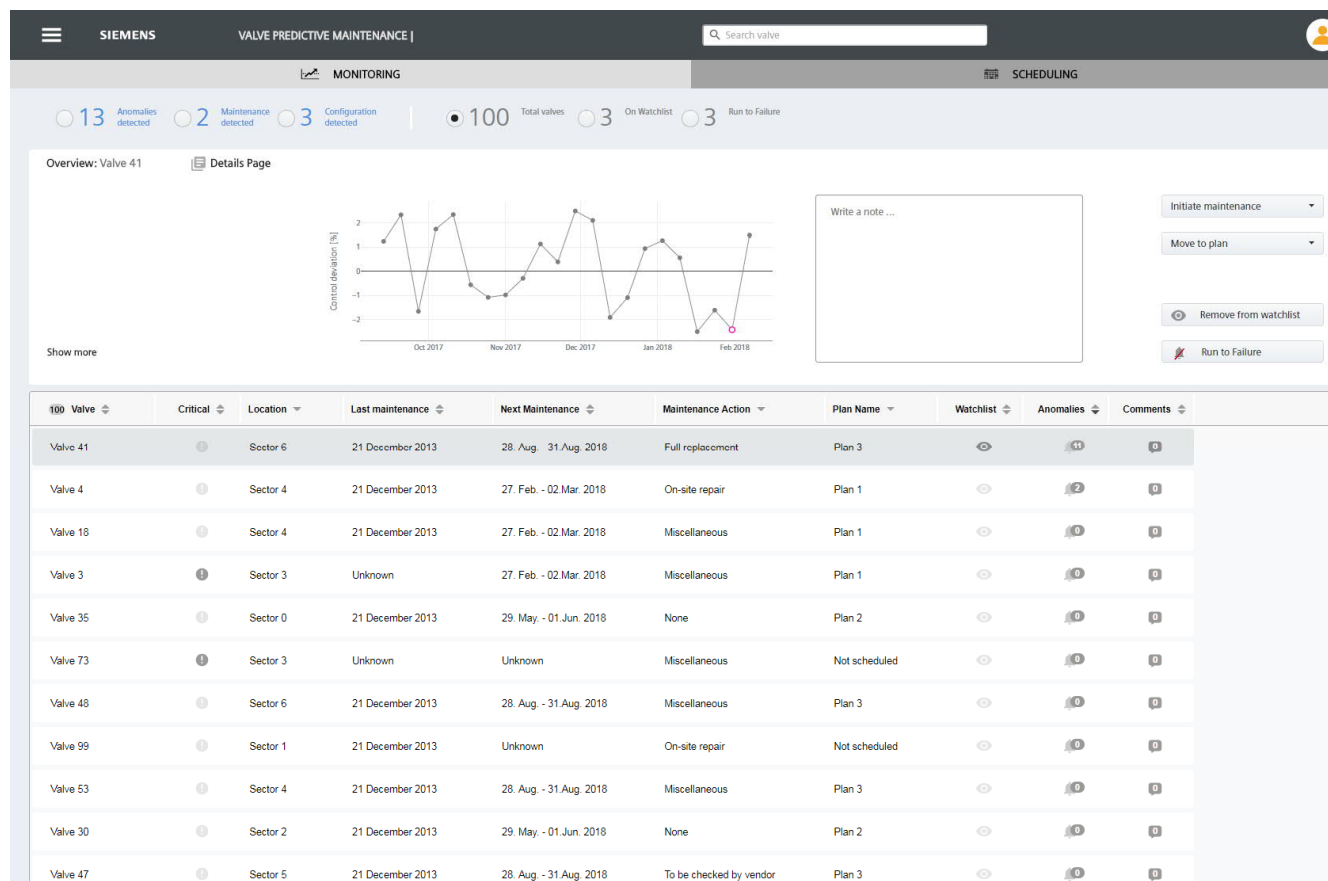 SIEMENS VALVE PREDICTIVE MAINTENANCE | Search valve
MONITORING SCHEDULING
13 Anomalies detected 2 Maintenance detected 3 Configuration detected 100 Total valves 3 On Watchlist 3 Run to Failure
Overview: Valve 41 Details Page
Write a note ...
Initiate maintenance
Move to plan
Remove from watchlist
Run to Failure
Control deviation [%]
2
1
0
−1
−2
Oct 2017 Nov 2017 Dec 2017 Jan 2018 Feb 2018
Show more
100 Valve Critical Location Last maintenance Next Maintenance Maintenance Action Plan Name Watchlist Anomalies Comments
Valve 41 Sector 6 21 December 2013 28. Aug. 31.Aug. 2018 Full replacement Plan 3 11 0
Valve 4 Sector 4 21 December 2013 27. Feb. - 02.Mar. 2018 On-site repair Plan 1 2 0
Valve 18 Sector 4 21 December 2013 27. Feb. - 02.Mar. 2018 Miscellaneous Plan 1 0 0
Valve 3 Sector 3 Unknown 27. Feb. - 02.Mar. 2018 Miscellaneous Plan 1 0 0
Valve 35 Sector 0 21 December 2013 29. May. - 01.Jun. 2018 None Plan 2 0 0
Valve 73 Sector 3 Unknown Unknown Miscellaneous Not scheduled 0 0
Valve 48 Sector 6 21 December 2013 28. Aug. - 31.Aug. 2018 Miscellaneous Plan 3 0 0
Valve 99 Sector 1 21 December 2013 Unknown On-site repair Not scheduled 0 0
Valve 53 Sector 4 21 December 2013 28. Aug. - 31.Aug. 2018 Miscellaneous Plan 3 0 0
Valve 30 Sector 2 21 December 2013 29. May. - 01.Jun. 2018 None Plan 2 0 0
Valve 47 Sector 5 21 December 2013 28. Aug. - 31.Aug. 2018 To be checked by vendor Plan 3 0 0